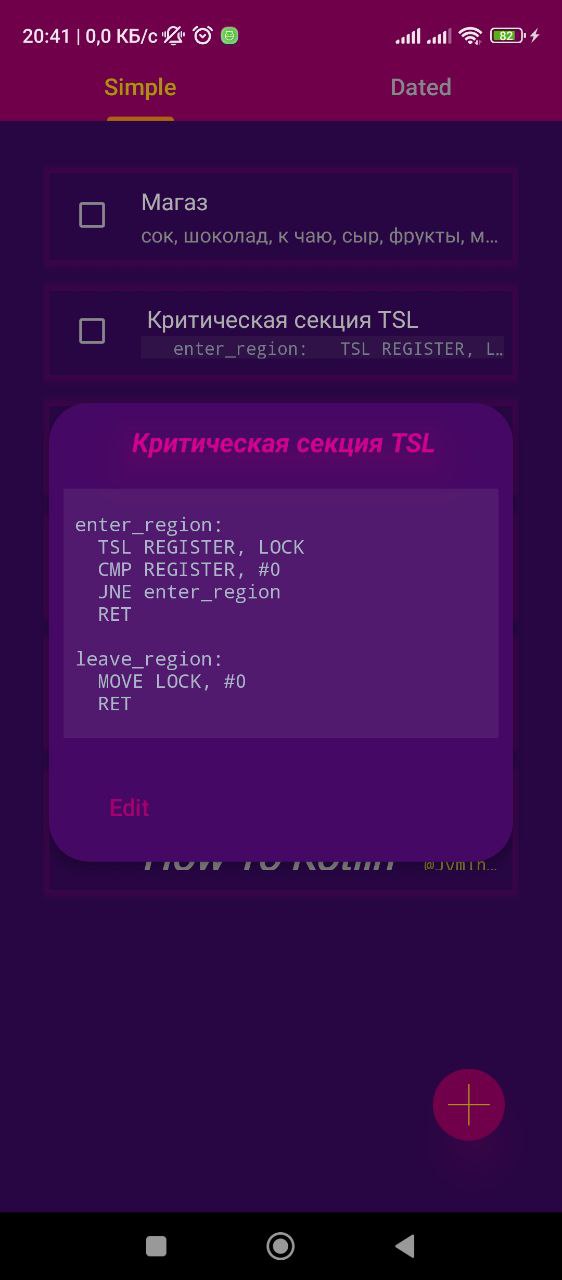 20:41 | 0,0 КБ/с
82
Simple
Dated
Магаз
сок, шоколад, к чаю, сыр, фрукты, м...
Критическая секция TSL
enter_region:   TSL REGISTER, L...
Критическая секция TSL
enter_region:
  TSL REGISTER, LOCK
  CMP REGISTER, #0
  JNE enter_region
  RET
leave_region:
  MOVE LOCK, #0
  RET
Edit
How To Kotlin